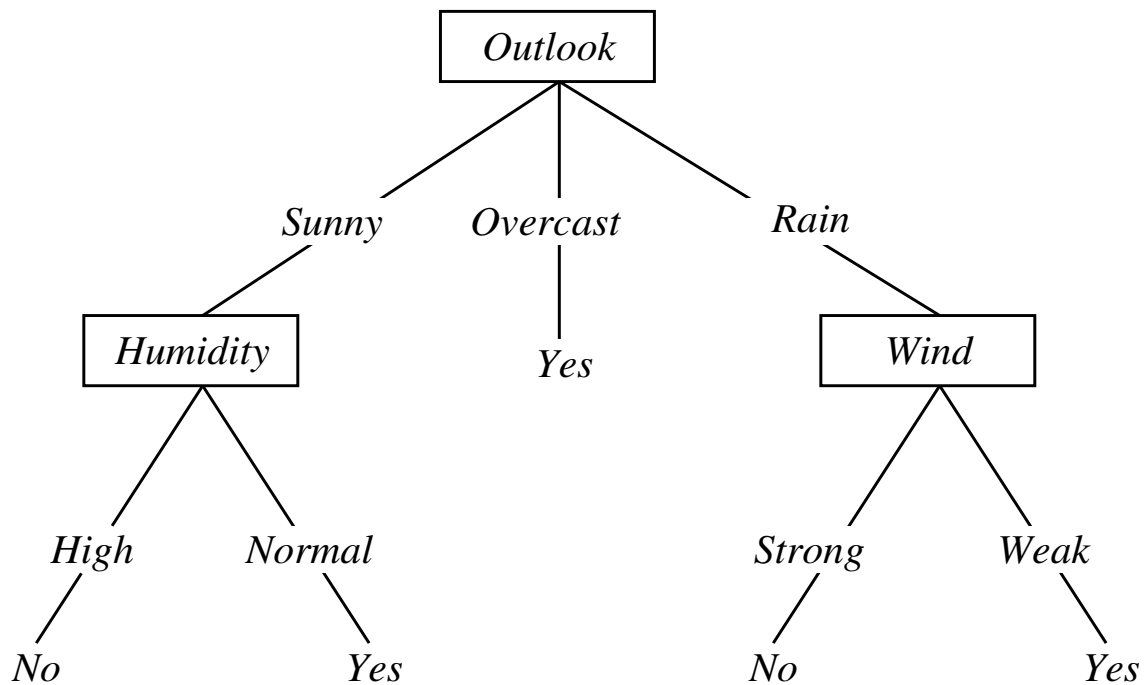 Outlook
Sunny Overcast Rain
Humidity Yes Wind
High Normal Strong Weak
No Yes No Yes